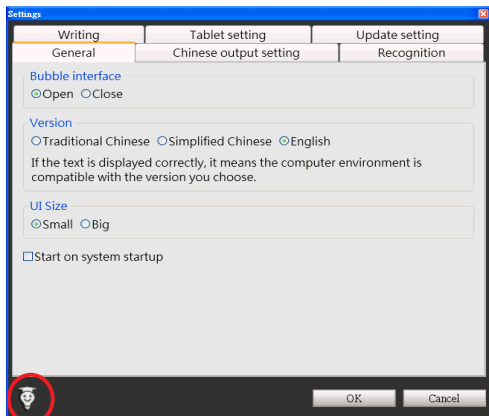 Settings
Writing Tablet setting Update setting
General Chinese output setting Recognition
Bubble interface
Open Close
Version
Traditional Chinese Simplified Chinese English
If the text is displayed correctly, it means the computer environment is
compatible with the version you choose.
UI Size
Small Big
Start on system startup
OK Cancel